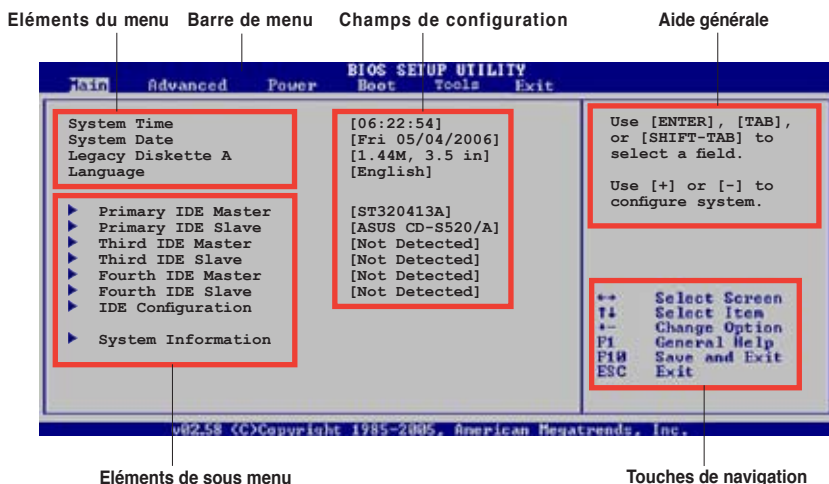 Eléments du menu Barre de menu Champs de configuration Aide générale
BIOS SETUP UTILITY
Main Advanced Power Boot Tools Exit
System Time [06:22:54]
System Date [Fri 05/04/2006]
Legacy Diskette A [1.44M, 3.5 in]
Language [English]
Primary IDE Master [ST320413A]
Primary IDE Slave [ASUS CD-S520/A]
Third IDE Master [Not Detected]
Third IDE Slave [Not Detected]
Fourth IDE Master [Not Detected]
Fourth IDE Slave [Not Detected]
IDE Configuration
System Information
Use [ENTER], [TAB],
or [SHIFT-TAB] to
select a field.
Use [+] or [-] to
configure system.
↔ Select Screen
↑↓ Select Item
+- Change Option
F1 General Help
F10 Save and Exit
ESC Exit
v02.58 (C)Copyright 1985-2005, American Megatrends, Inc.
Eléments de sous menu Touches de navigation